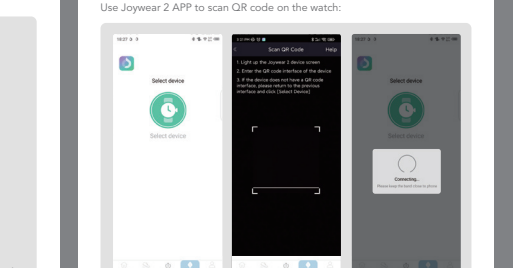 Use Joywear 2 APP to scan QR code on the watch:
Select device
Select device
Scan QR Code
Help
1. Light up the Joywear 2 device screen
2. Enter the QR code interface of the device
3. If the device does not have a QR code
interface, please return to the previous
interface and click [Select Device]
Select device
Select device
Connecting...
Please keep the band close to phone